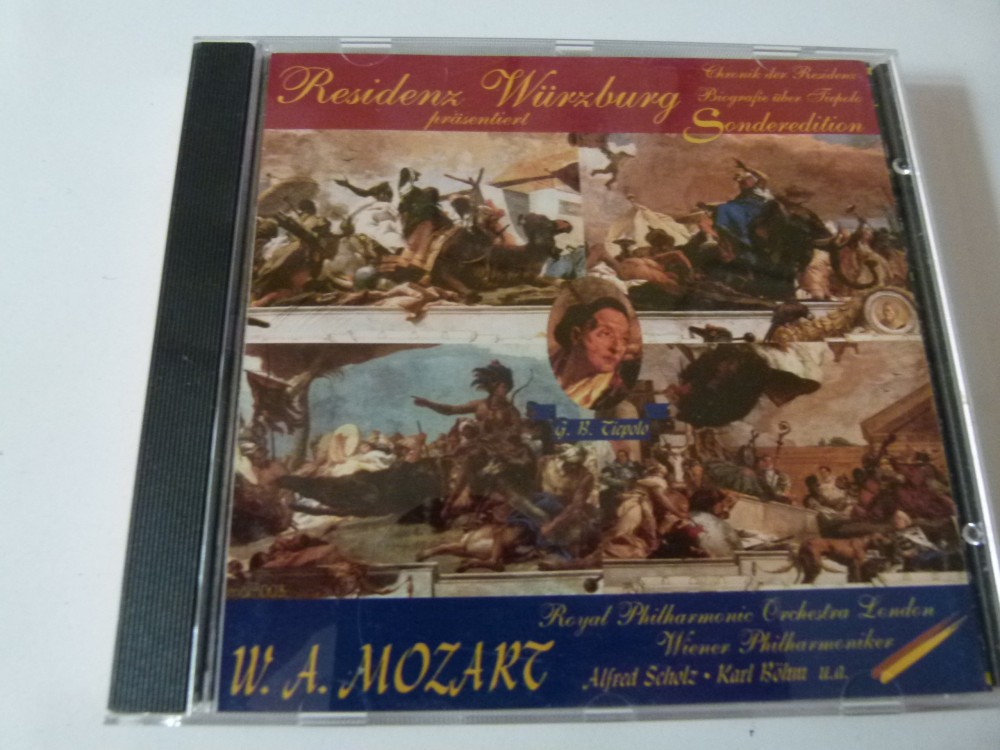 Residenz Würzburg
präsentiert
Chronik der Residenz
Biografie über Tiepolo
Sonderedition
G. B. Tiepolo
Royal Philharmonic Orchestra London
Wiener Philharmoniker
Alfred Scholz • Karl Böhm u.a.
W. A. MOZART